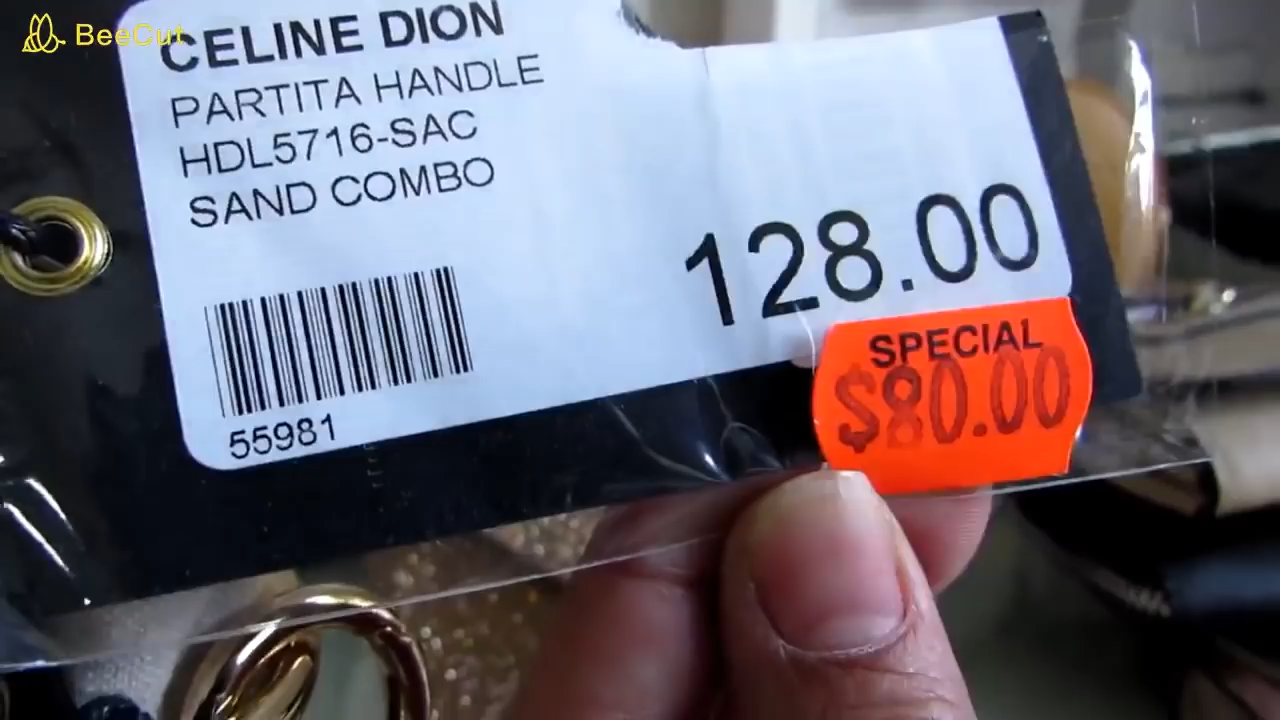 BeeCut
CELINE DION
PARTITA HANDLE
HDL5716-SAC
SAND COMBO
128.00
SPECIAL
$80.00
55981